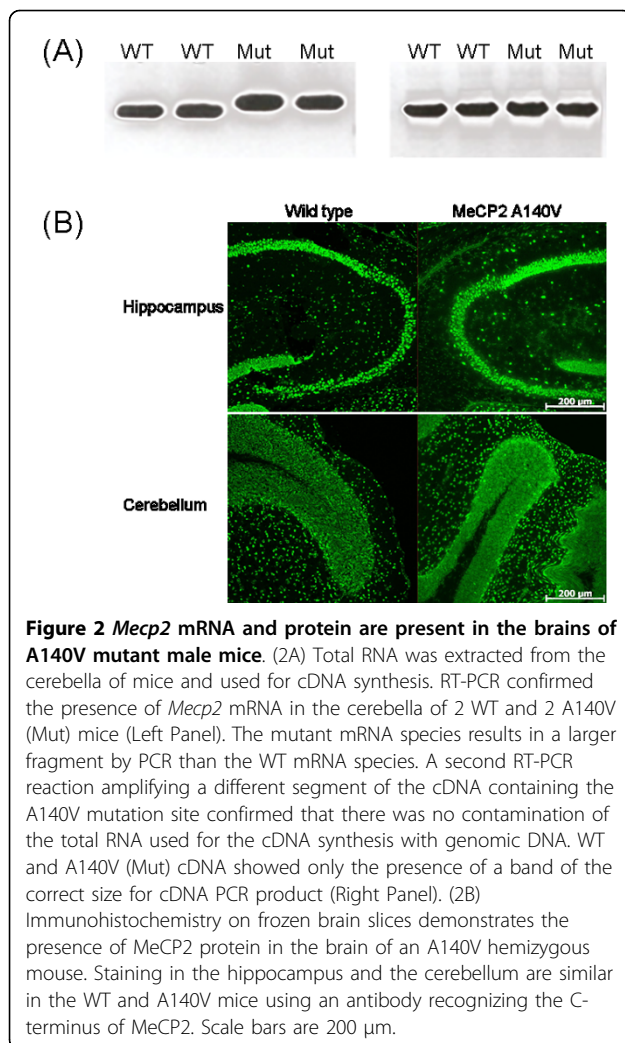 (A)
WT WT Mut Mut
WT WT Mut Mut
(B)
Wild type MeCP2 A140V
Hippocampus
200 µm
Cerebellum
200 µm
Figure 2 Mecp2 mRNA and protein are present in the brains of
A140V mutant male mice. (2A) Total RNA was extracted from the
cerebella of mice and used for cDNA synthesis. RT-PCR confirmed
the presence of Mecp2 mRNA in the cerebella of 2 WT and 2 A140V
(Mut) mice (Left Panel). The mutant mRNA species results in a larger
fragment by PCR than the WT mRNA species. A second RT-PCR
reaction amplifying a different segment of the cDNA containing the
A140V mutation site confirmed that there was no contamination of
the total RNA used for the cDNA synthesis with genomic DNA. WT
and A140V (Mut) cDNA showed only the presence of a band of the
correct size for cDNA PCR product (Right Panel). (2B)
Immunohistochemistry on frozen brain slices demonstrates the
presence of MeCP2 protein in the brain of an A140V hemizygous
mouse. Staining in the hippocampus and the cerebellum are similar
in the WT and A140V mice using an antibody recognizing the C-
terminus of MeCP2. Scale bars are 200 μm.